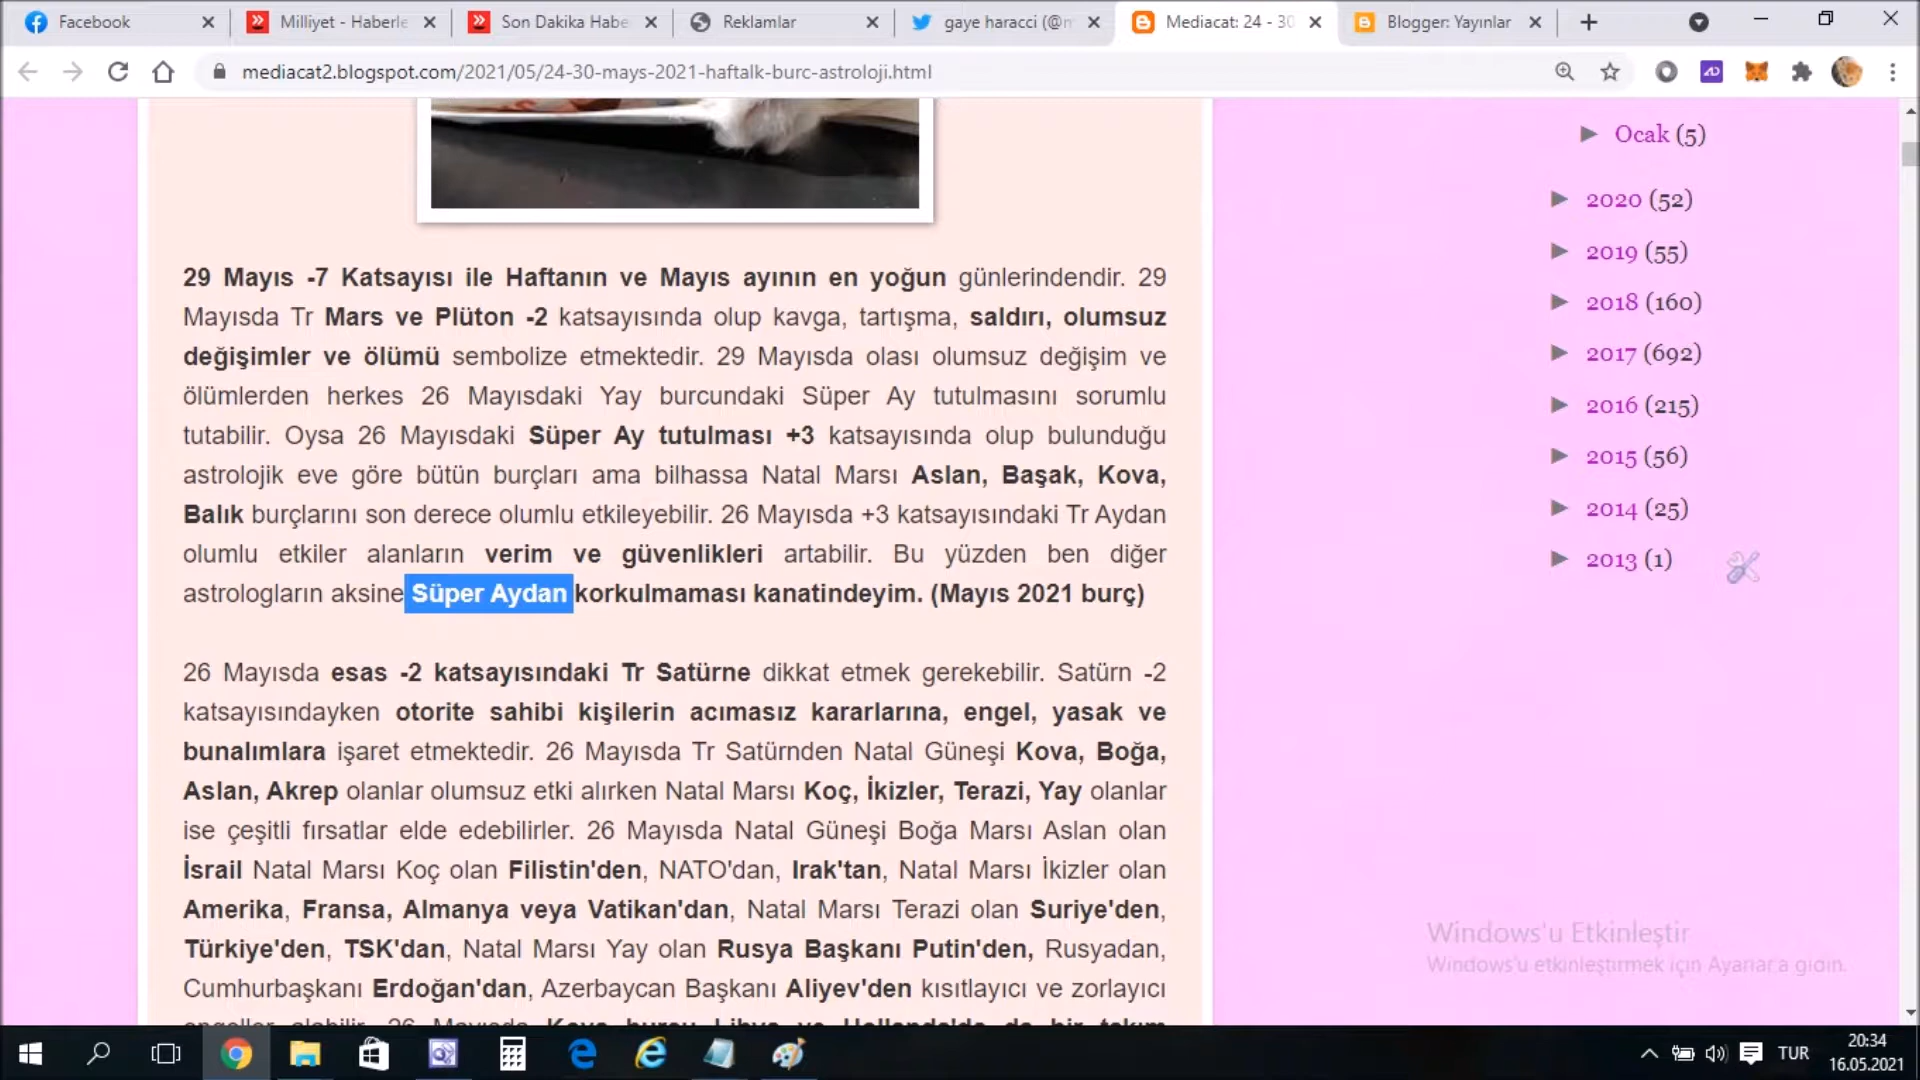 Facebook
Milliyet - Haberle
Son Dakika Habe
Reklamlar
gaye haracci (@m
Mediacat: 24 - 30
Blogger: Yayınlar
mediacat2.blogspot.com/2021/05/24-30-mays-2021-haftalk-burc-astroloji.html
29 Mayıs -7 Katsayısı ile Haftanın ve Mayıs ayının en yoğun günlerindendir. 29
Mayısda Tr Mars ve Plüton -2 katsayısında olup kavga, tartışma, saldırı, olumsuz
değişimler ve ölümü sembolize etmektedir. 29 Mayısda olası olumsuz değişim ve
ölümlerden herkes 26 Mayısdaki Yay burcundaki Süper Ay tutulmasını sorumlu
tutabilir. Oysa 26 Mayısdaki Süper Ay tutulması +3 katsayısında olup bulunduğu
astrolojik eve göre bütün burçları ama bilhassa Natal Marsı Aslan, Başak, Kova,
Balık burçlarını son derece olumlu etkileyebilir. 26 Mayısda +3 katsayısındaki Tr Aydan
olumlu etkiler alanların verim ve güvenlikleri artabilir. Bu yüzden ben diğer
astrologların aksine Süper Aydan korkulmaması kanatindeyim. (Mayıs 2021 burç)
26 Mayısda esas -2 katsayısındaki Tr Satürne dikkat etmek gerekebilir. Satürn -2
katsayısındayken otorite sahibi kişilerin acımasız kararlarına, engel, yasak ve
bunalımlara işaret etmektedir. 26 Mayısda Tr Satürnden Natal Güneşi Kova, Boğa,
Aslan, Akrep olanlar olumsuz etki alırken Natal Marsı Koç, İkizler, Terazi, Yay olanlar
ise çeşitli fırsatlar elde edebilirler. 26 Mayısda Natal Güneşi Boğa Marsı Aslan olan
İsrail Natal Marsı Koç olan Filistin'den, NATO'dan, Irak'tan, Natal Marsı İkizler olan
Amerika, Fransa, Almanya veya Vatikan'dan, Natal Marsı Terazi olan Suriye'den,
Türkiye'den, TSK'dan, Natal Marsı Yay olan Rusya Başkanı Putin'den, Rusyadan,
Cumhurbaşkanı Erdoğan'dan, Azerbaycan Başkanı Aliyev'den kısıtlayıcı ve zorlayıcı
engeller alabilir. 26 Mayısda Kova burcu Libya ve Hollanda'da da bir takım
Ocak (5)
2020 (52)
2019 (55)
2018 (160)
2017 (692)
2016 (215)
2015 (56)
2014 (25)
2013 (1)
Windows'u Etkinleştir
Windows'u etkinleştirmek için Ayarlar'a gidin.
TUR
20:34
16.05.2021